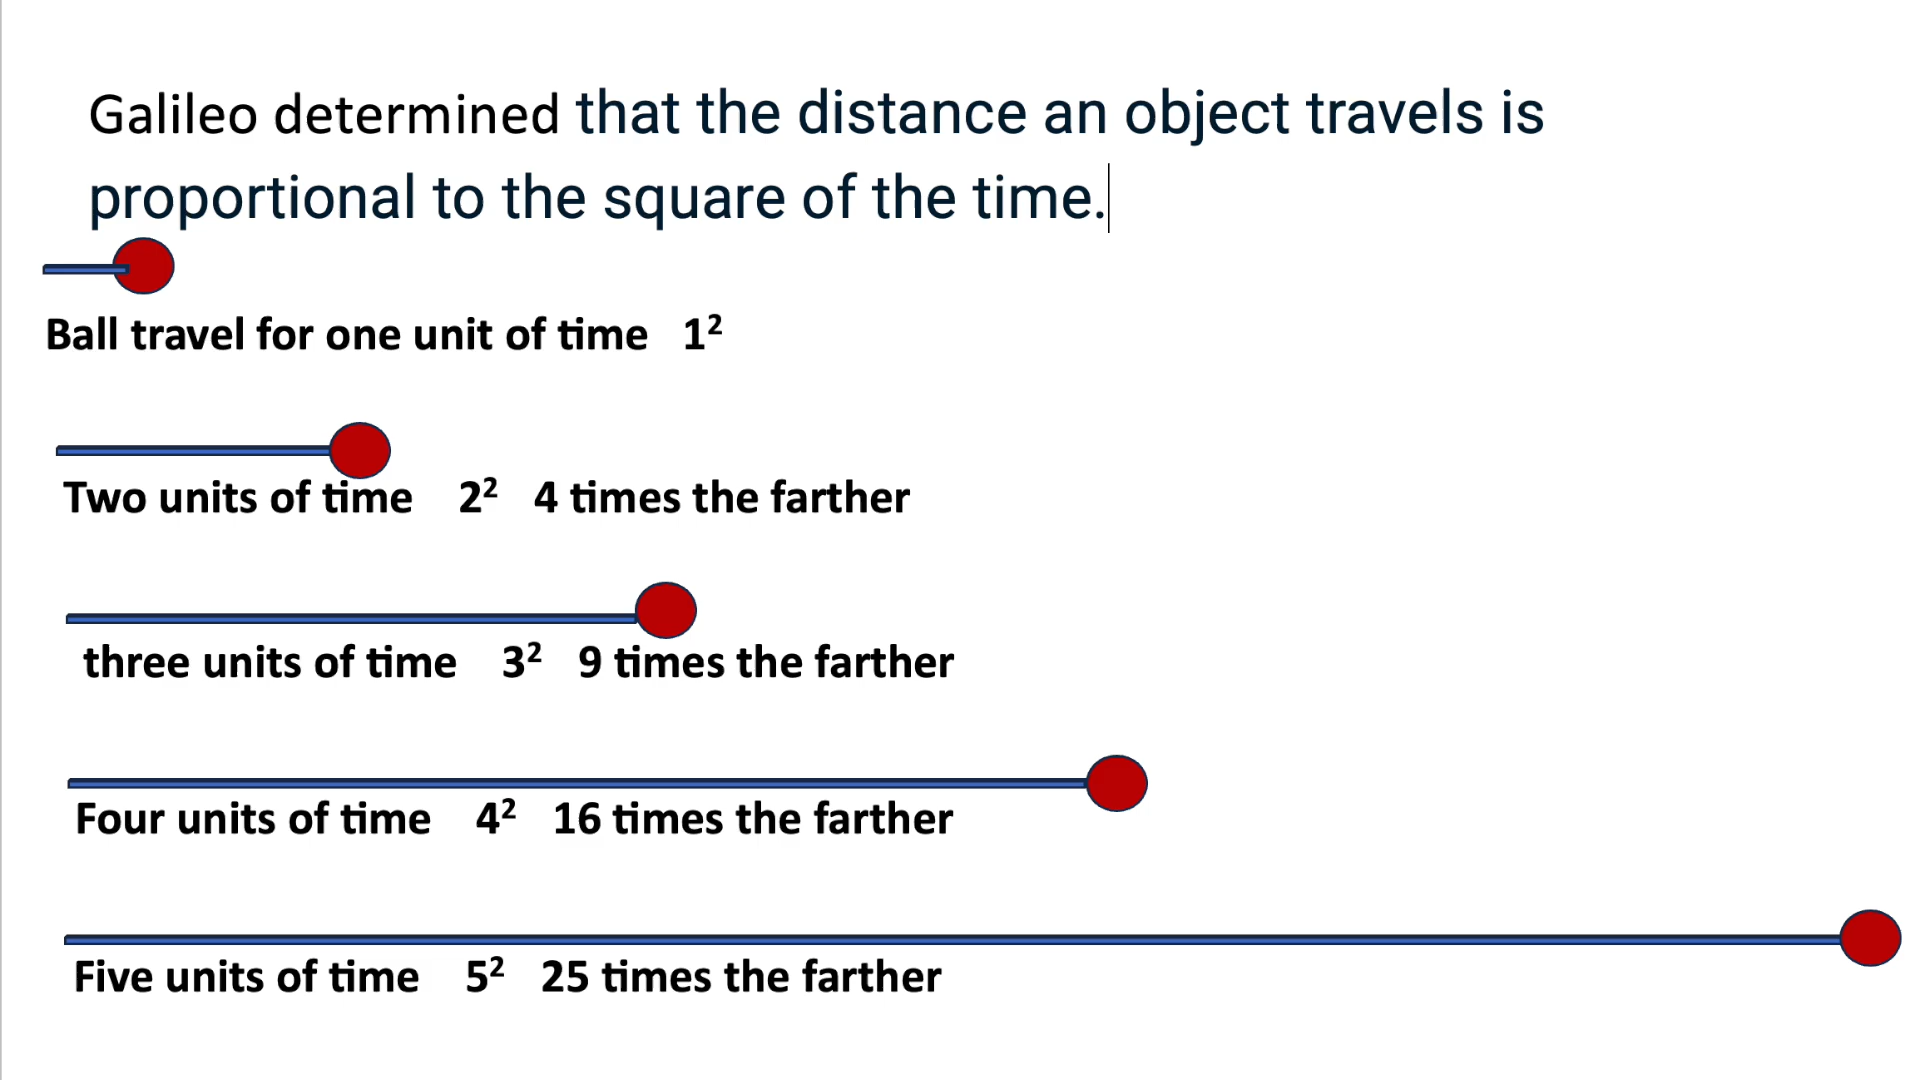 Galileo determined that the distance an object travels is
proportional to the square of the time.
Ball travel for one unit of time 1²
Two units of time 2² 4 times the farther
three units of time 3² 9 times the farther
Four units of time 4² 16 times the farther
Five units of time 5² 25 times the farther